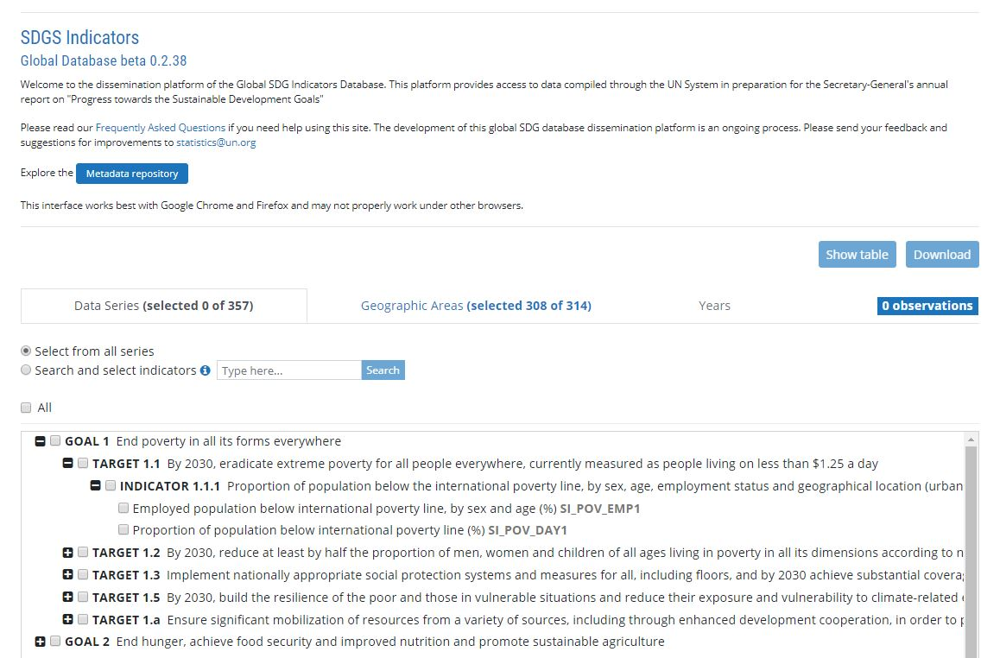 SDGS Indicators
Global Database beta 0.2.38
Welcome to the dissemination platform of the Global SDG Indicators Database. This platform provides access to data compiled through the UN System in preparation for the Secretary-General's annual
report on "Progress towards the Sustainable Development Goals"
Please read our Frequently Asked Questions if you need help using this site. The development of this global SDG database dissemination platform is an ongoing process. Please send your feedback and
suggestions for improvements to statistics@un.org
Explore the Metadata repository
This interface works best with Google Chrome and Firefox and may not properly work under other browsers.
Show table Download
Data Series (selected 0 of 357) Geographic Areas (selected 308 of 314) Years 0 observations
Select from all series
Search and select indicators Type here... Search
All
GOAL 1 End poverty in all its forms everywhere
TARGET 1.1 By 2030, eradicate extreme poverty for all people everywhere, currently measured as people living on less than $1.25 a day
INDICATOR 1.1.1 Proportion of population below the international poverty line, by sex, age, employment status and geographical location (urban
Employed population below international poverty line, by sex and age (%) SI_POV_EMP1
Proportion of population below international poverty line (%) SI_POV_DAY1
TARGET 1.2 By 2030, reduce at least by half the proportion of men, women and children of all ages living in poverty in all its dimensions according to n
TARGET 1.3 Implement nationally appropriate social protection systems and measures for all, including floors, and by 2030 achieve substantial covera
TARGET 1.5 By 2030, build the resilience of the poor and those in vulnerable situations and reduce their exposure and vulnerability to climate-related
TARGET 1.a Ensure significant mobilization of resources from a variety of sources, including through enhanced development cooperation, in order to p
GOAL 2 End hunger, achieve food security and improved nutrition and promote sustainable agriculture